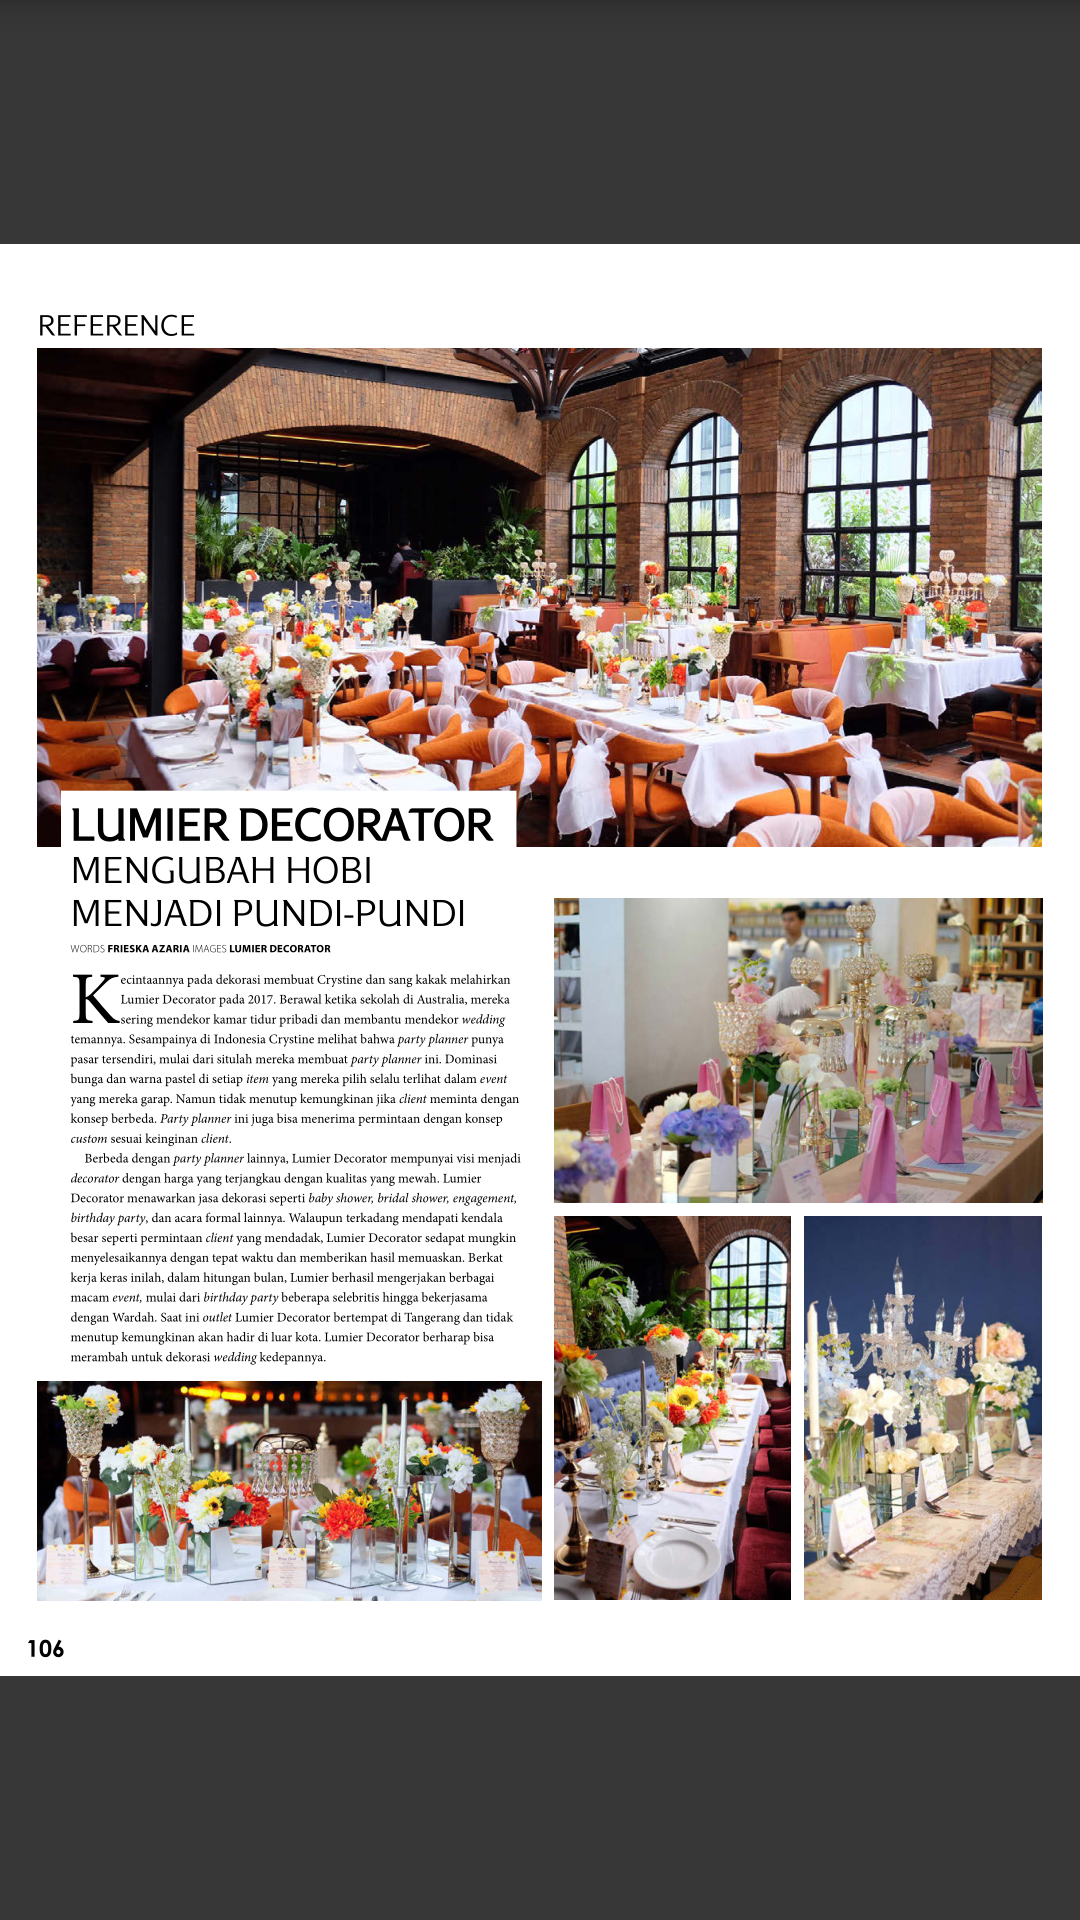 REFERENCE
LUMIER DECORATOR
MENGUBAH HOBI
MENJADI PUNDI-PUNDI
WORDS FRIESKA AZARIA IMAGES LUMIER DECORATOR
Kecintaannya pada dekorasi membuat Crystine dan sang kakak melahirkan
Lumier Decorator pada 2017. Berawal ketika sekolah di Australia, mereka
sering mendekor kamar tidur pribadi dan membantu mendekor wedding
temannya. Sesampainya di Indonesia Crystine melihat bahwa party planner punya
pasar tersendiri, mulai dari situlah mereka membuat party planner ini. Dominasi
bunga dan warna pastel di setiap item yang mereka pilih selalu terlihat dalam event
yang mereka garap. Namun tidak menutup kemungkinan jika client meminta dengan
konsep berbeda. Party planner ini juga bisa menerima permintaan dengan konsep
custom sesuai keinginan client.
Berbeda dengan party planner lainnya, Lumier Decorator mempunyai visi menjadi
decorator dengan harga yang terjangkau dengan kualitas yang mewah. Lumier
Decorator menawarkan jasa dekorasi seperti baby shower, bridal shower, engagement,
birthday party, dan acara formal lainnya. Walaupun terkadang mendapati kendala
besar seperti permintaan client yang mendadak, Lumier Decorator sedapat mungkin
menyelesaikannya dengan tepat waktu dan memberikan hasil memuaskan. Berkat
kerja keras inilah, dalam hitungan bulan, Lumier berhasil mengerjakan berbagai
macam event, mulai dari birthday party beberapa selebritis hingga bekerjasama
dengan Wardah. Saat ini outlet Lumier Decorator bertempat di Tangerang dan tidak
menutup kemungkinan akan hadir di luar kota. Lumier Decorator berharap bisa
merambah untuk dekorasi wedding kedepannya.
106